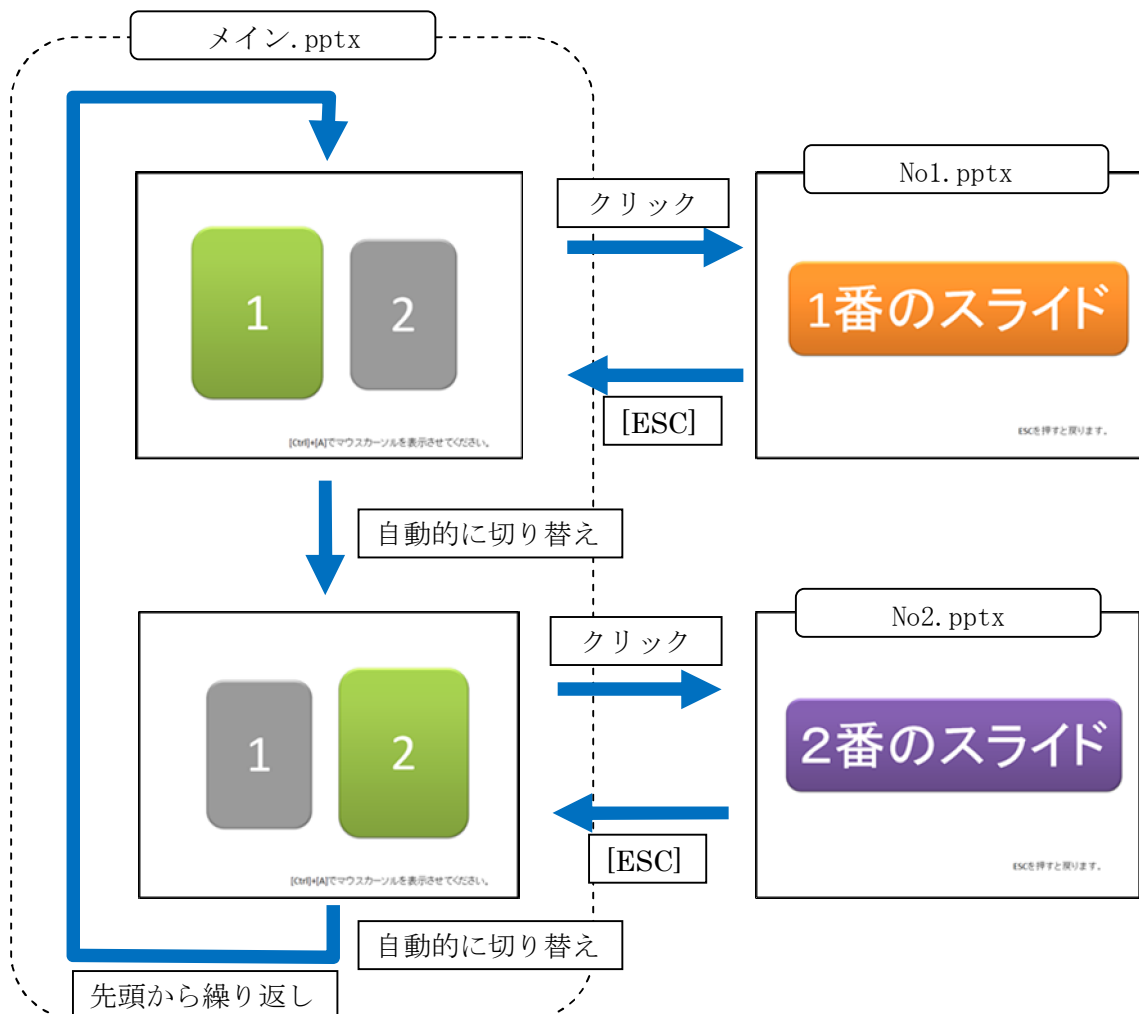 メイン.pptx
No1.pptx
クリック
1
2
1番のスライド
[ESC]
[Ctrl]+[A]でマウスカーソルを表示させてください。
ESCを押すと戻ります。
自動的に切り替え
No2.pptx
クリック
1
2
2番のスライド
[ESC]
[Ctrl]+[A]でマウスカーソルを表示させてください。
ESCを押すと戻ります。
自動的に切り替え
先頭から繰り返し